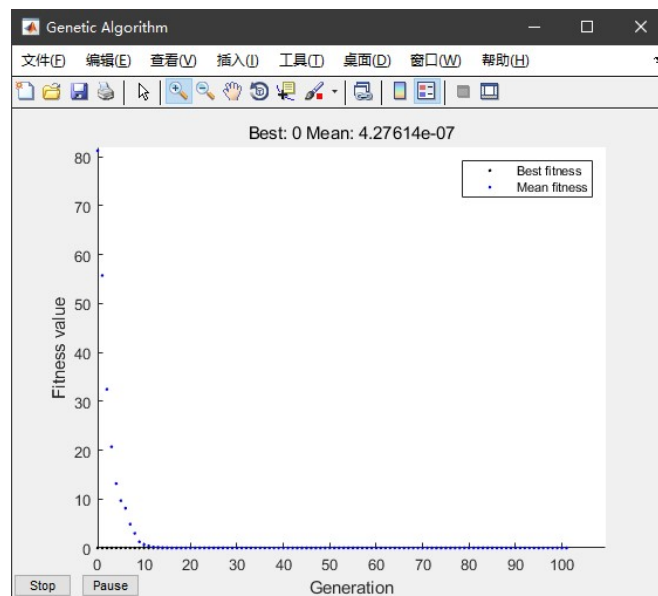 Genetic Algorithm
文件(F) 编辑(E) 查看(V) 插入(I) 工具(T) 桌面(D) 窗口(W) 帮助(H)
Best: 0 Mean: 4.27614e-07
Best fitness
Mean fitness
80
70
60
50
40
30
20
10
0
Fitness value
0 10 20 30 40 50 60 70 80 90 100
Generation
Stop Pause